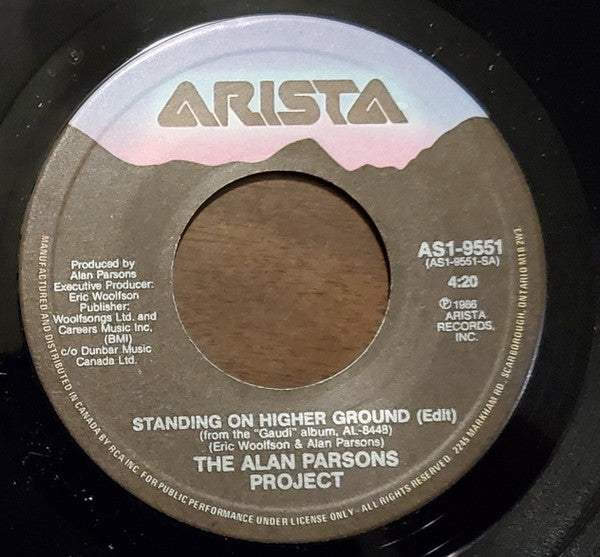 ARISTA
Produced by
Alan Parsons
Executive Producer:
Eric Woolfson
Publisher:
Woolfsongs Ltd. and
Careers Music Inc,
(BMI)
c/o Dunbar Music
Canada Ltd.
AS1-9551
(AS1-9551-SA)
4:20
Ⓟ 1986
ARISTA
RECORDS,
INC.
STANDING ON HIGHER GROUND (Edit)
(from the "Gaudi" album, AL-8448)
(Eric Woolfson & Alan Parsons)
THE ALAN PARSONS
PROJECT
MANUFACTURED AND DISTRIBUTED IN CANADA BY RCA INC. FOR PUBLIC PERFORMANCE UNDER LICENSE ONLY - ALL RIGHTS RESERVED. 2245 MARKHAM RD. SCARBOROUGH, ONTARIO M1B 2W3